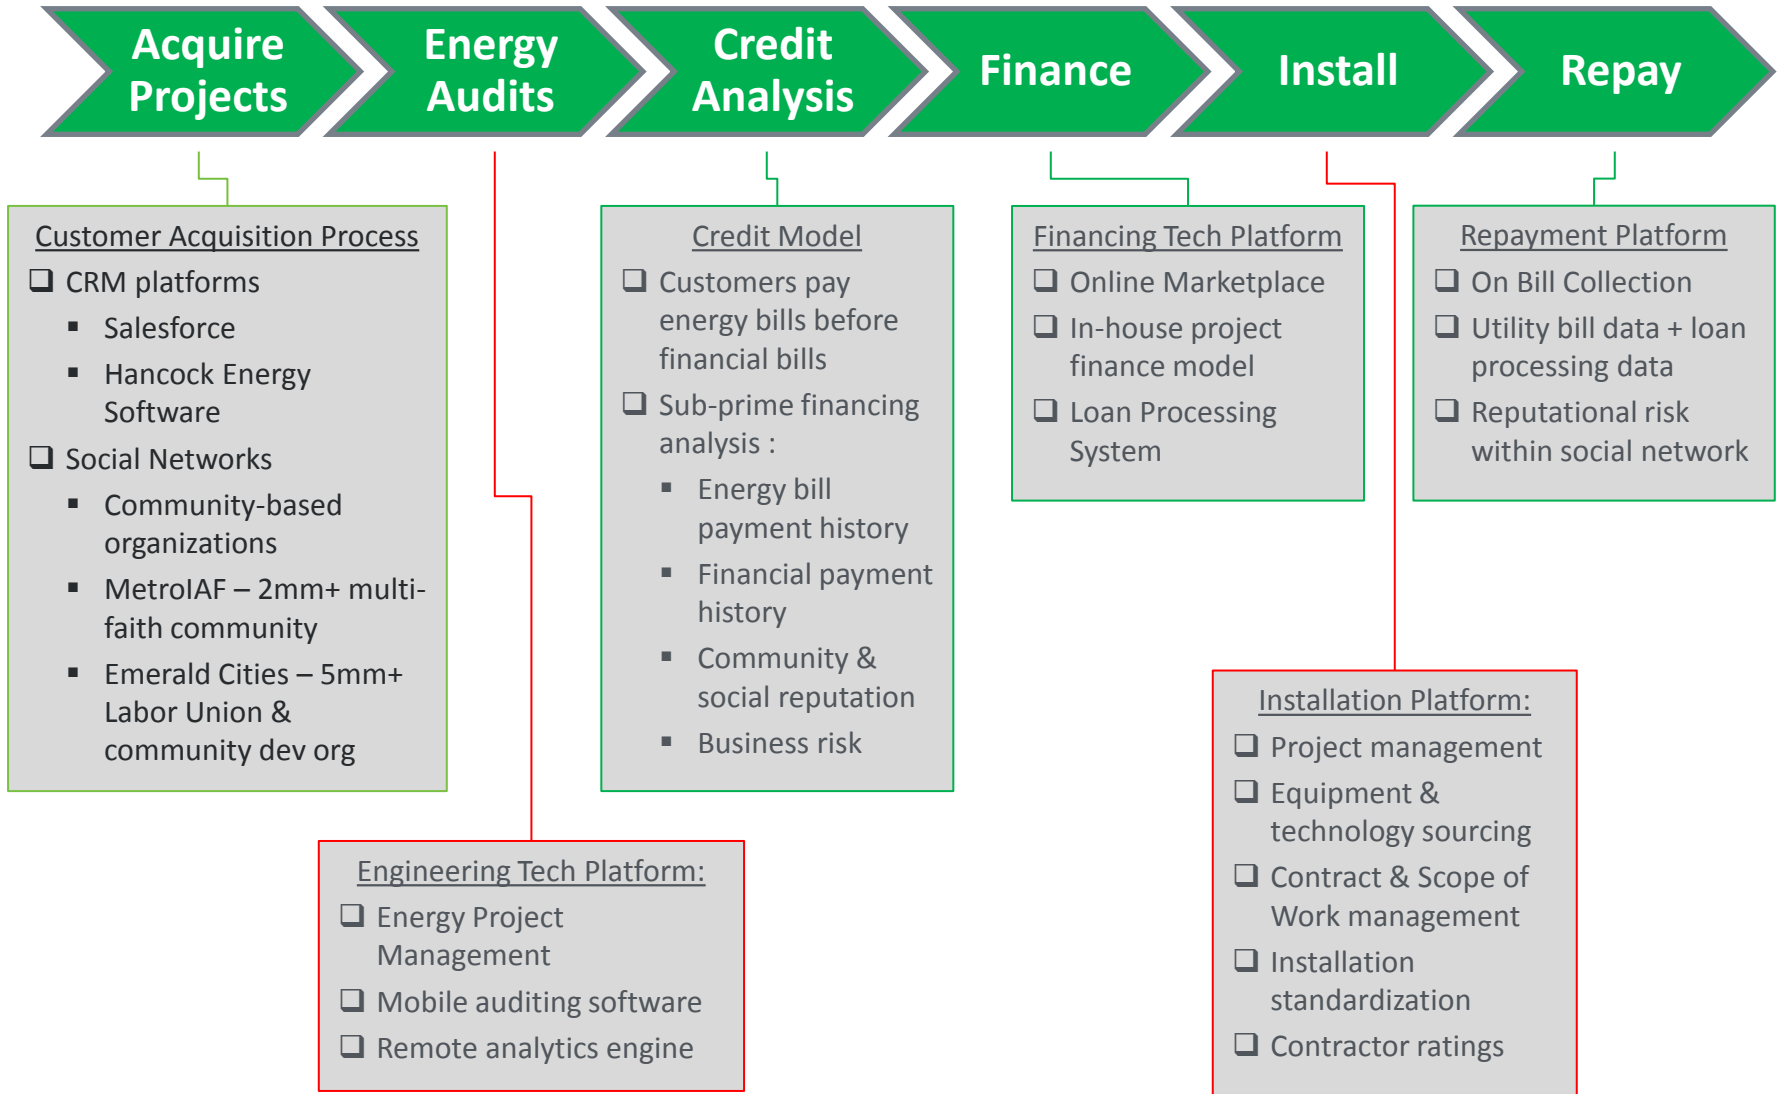 Acquire
Projects
Energy
Audits
Credit
Analysis
Finance
Install
Repay
Customer Acquisition Process
❑ CRM platforms
▪ Salesforce
▪ Hancock Energy
Software
❑ Social Networks
▪ Community-based
organizations
▪ MetroIAF – 2mm+ multi-
faith community
▪ Emerald Cities – 5mm+
Labor Union &
community dev org
Engineering Tech Platform:
❑ Energy Project
Management
❑ Mobile auditing software
❑ Remote analytics engine
Credit Model
❑ Customers pay
energy bills before
financial bills
❑ Sub-prime financing
analysis :
▪ Energy bill
payment history
▪ Financial payment
history
▪ Community &
social reputation
▪ Business risk
Financing Tech Platform
❑ Online Marketplace
❑ In-house project
finance model
❑ Loan Processing
System
Installation Platform:
❑ Project management
❑ Equipment &
technology sourcing
❑ Contract & Scope of
Work management
❑ Installation
standardization
❑ Contractor ratings
Repayment Platform
❑ On Bill Collection
❑ Utility bill data + loan
processing data
❑ Reputational risk
within social network